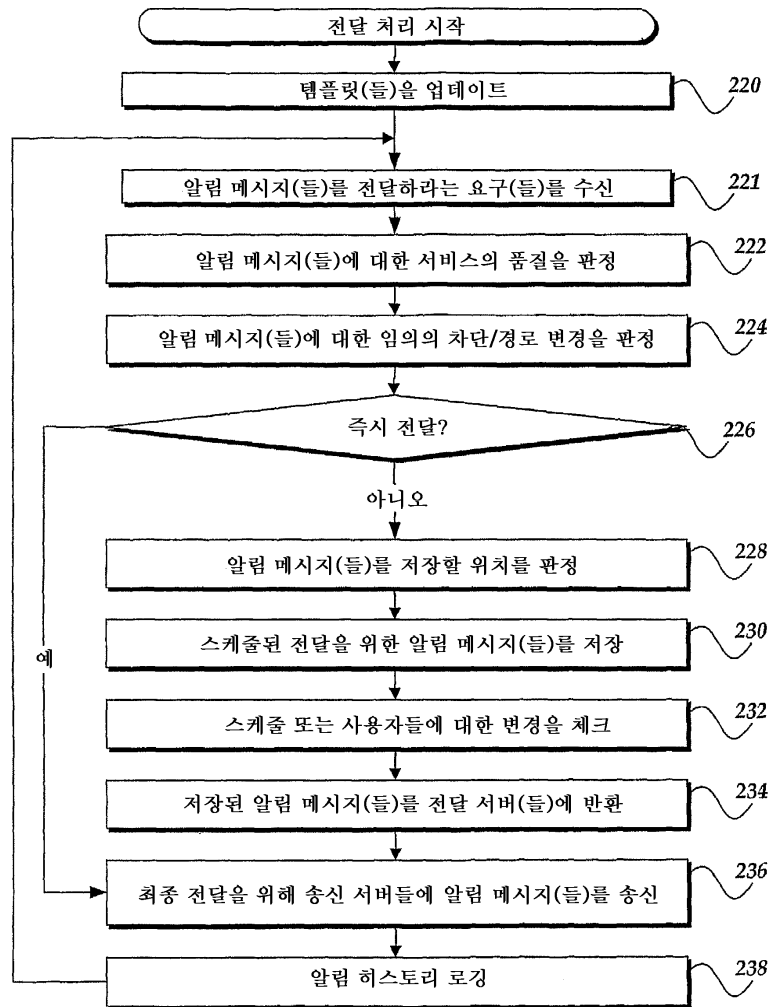 전달 처리 시작
템플릿(들)을 업데이트
220
알림 메시지(들)를 전달하라는 요구(들)를 수신
221
알림 메시지(들)에 대한 서비스의 품질을 판정
222
알림 메시지(들)에 대한 임의의 차단/경로 변경을 판정
224
즉시 전달?
226
아니오
알림 메시지(들)를 저장할 위치를 판정
228
스케줄된 전달을 위한 알림 메시지(들)를 저장
230
예
스케줄 또는 사용자들에 대한 변경을 체크
232
저장된 알림 메시지(들)를 전달 서버(들)에 반환
234
최종 전달을 위해 송신 서버들에 알림 메시지(들)를 송신
236
알림 히스토리 로깅
238